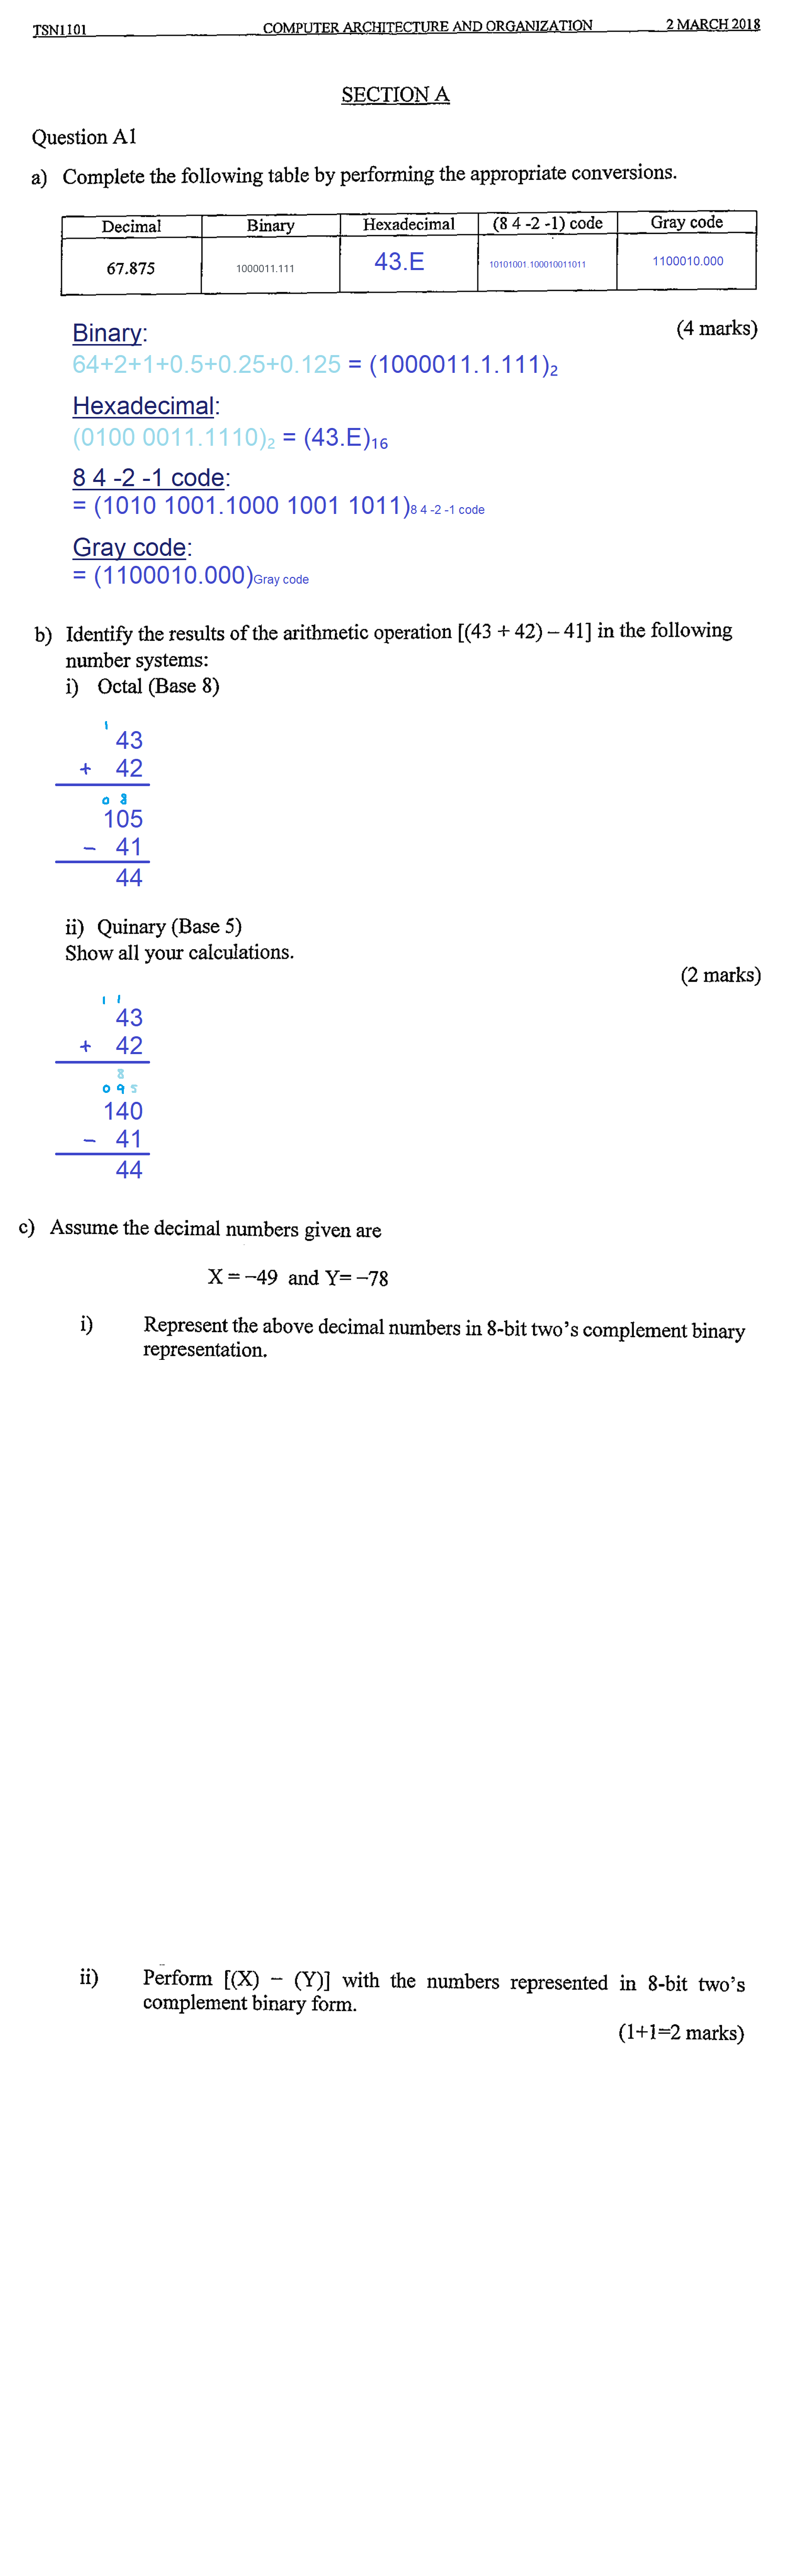 TSN1101 COMPUTER ARCHITECTURE AND ORGANIZATION 2 MARCH 2018
SECTION A
Question A1
a) Complete the following table by performing the appropriate conversions.
Decimal Binary Hexadecimal (8 4 -2 -1) code Gray code
67.875 1000011.111 43.E 10101001.100010011011 1100010.000
(4 marks)
Binary:
64+2+1+0.5+0.25+0.125 = (1000011.1.111)2
Hexadecimal:
(0100 0011.1110)2 = (43.E)16
8 4 -2 -1 code:
= (1010 1001.1000 1001 1011)8 4 -2 -1 code
Gray code:
= (1100010.000)Gray code
b) Identify the results of the arithmetic operation [(43 + 42) – 41] in the following
number systems:
i) Octal (Base 8)
1
43
+ 42
0 8
105
– 41
44
ii) Quinary (Base 5)
Show all your calculations.
(2 marks)
1 1
43
+ 42
8
0 9 5
140
– 41
44
c) Assume the decimal numbers given are
X = –49 and Y= –78
i) Represent the above decimal numbers in 8-bit two's complement binary
representation.
ii) Perform [(X) – (Y)] with the numbers represented in 8-bit two's
complement binary form.
(1+1=2 marks)